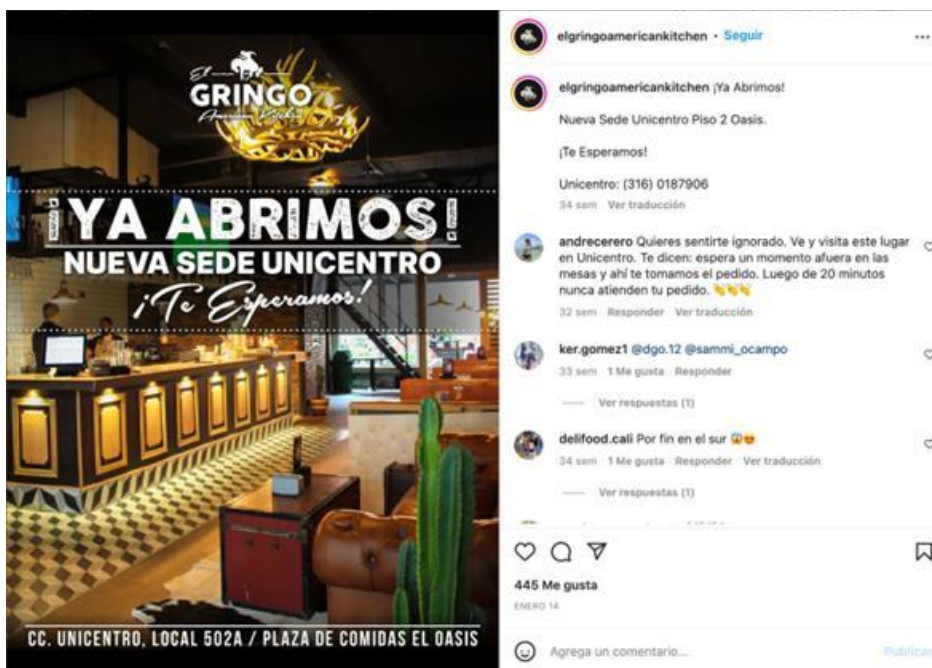 El
GRINGO
American Kitchen
¡YA ABRIMOS!
NUEVA SEDE UNICENTRO
¡Te Esperamos!
CC. UNICENTRO, LOCAL 502A / PLAZA DE COMIDAS EL OASIS
elgringoamericankitchen • Seguir
elgringoamericankitchen ¡Ya Abrimos!
Nueva Sede Unicentro Piso 2 Oasis.
¡Te Esperamos!
Unicentro: (316) 0187906
34 sem Ver traducción
andrecerero Quieres sentirte ignorado. Ve y visita este lugar
en Unicentro. Te dicen: espera un momento afuera en las
mesas y ahí te tomamos el pedido. Luego de 20 minutos
nunca atienden tu pedido. 👏👏👏
32 sem Responder Ver traducción
ker.gomez1 @dgo.12 @sammi_ocampo
33 sem 1 Me gusta Responder
Ver respuestas (1)
delifood.cali Por fin en el sur 😱😍
34 sem 1 Me gusta Responder Ver traducción
Ver respuestas (1)
445 Me gusta
ENERO 14
Agrega un comentario... Publicar